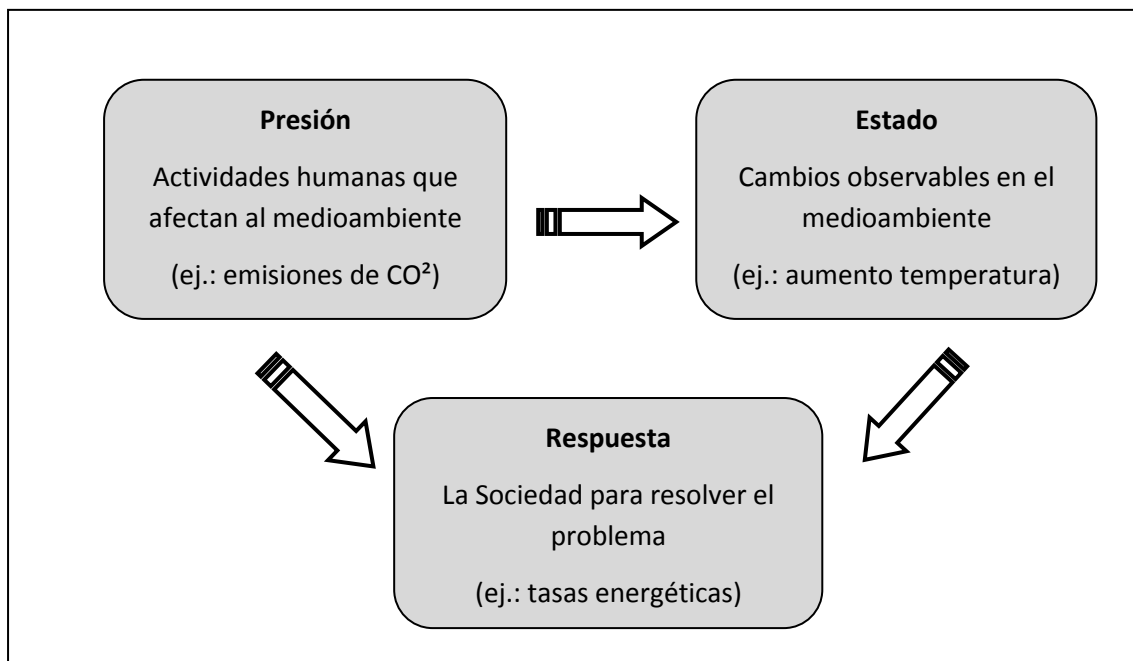 Presión
Actividades humanas que
afectan al medioambiente
(ej.: emisiones de CO²)
Estado
Cambios observables en el
medioambiente
(ej.: aumento temperatura)
Respuesta
La Sociedad para resolver el
problema
(ej.: tasas energéticas)